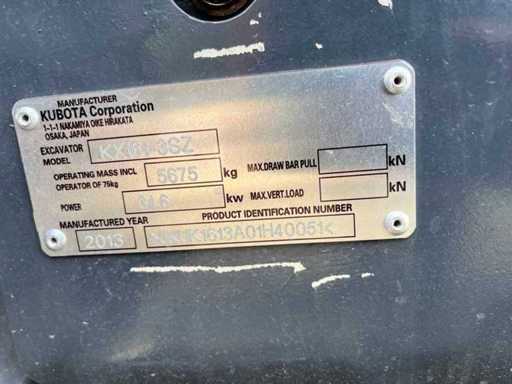 MANUFACTURER
KUBOTA Corporation
1-1-1 NAKAMIYA OIKE HIRAKATA
OSAKA, JAPAN
EXCAVATOR MODEL
OPERATING MASS INCL OPERATOR OF 75kg 5675 kg MAX.DRAW BAR PULL kN
POWER kw MAX.VERT.LOAD kN
MANUFACTURED YEAR PRODUCT IDENTIFICATION NUMBER
2013